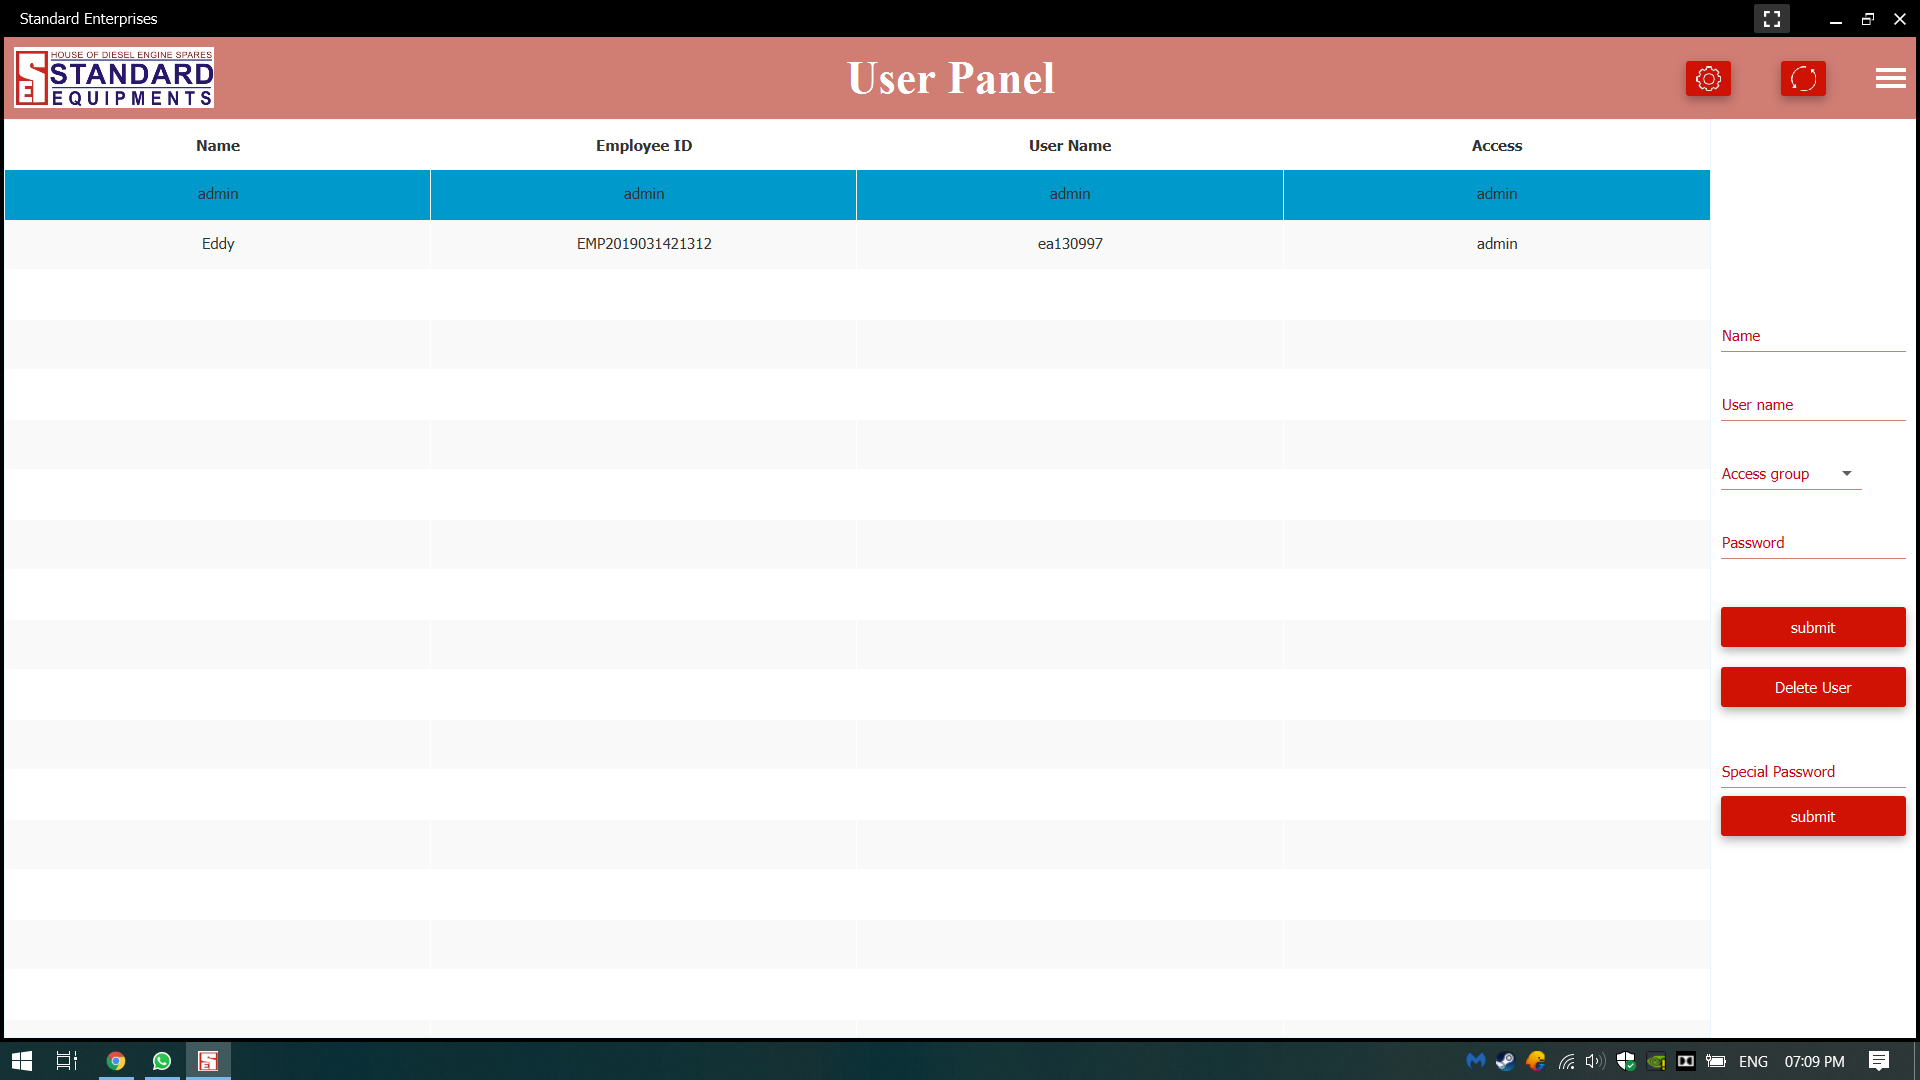 Standard Enterprises
HOUSE OF DIESEL ENGINE SPARES
STANDARD
EQUIPMENTS
SE
User Panel
Name Employee ID User Name Access
admin admin admin admin
Eddy EMP2019031421312 ea130997 admin
Name
User name
Access group
Password
submit
Delete User
Special Password
submit
SE
ENG 07:09 PM